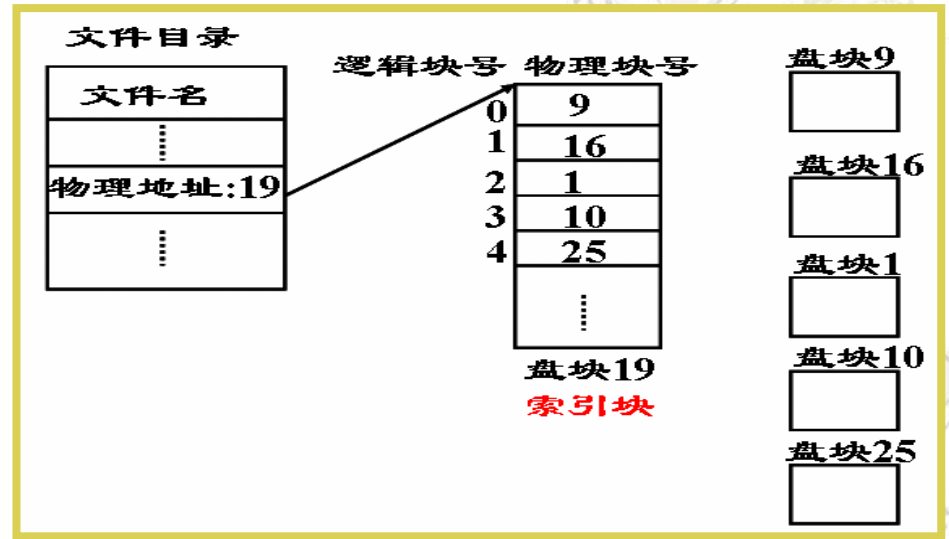 文件目录
文件名
物理地址:19
逻辑块号 物理块号
0 9
1 16
2 1
3 10
4 25
盘块19
索引块
盘块9
盘块16
盘块1
盘块10
盘块25